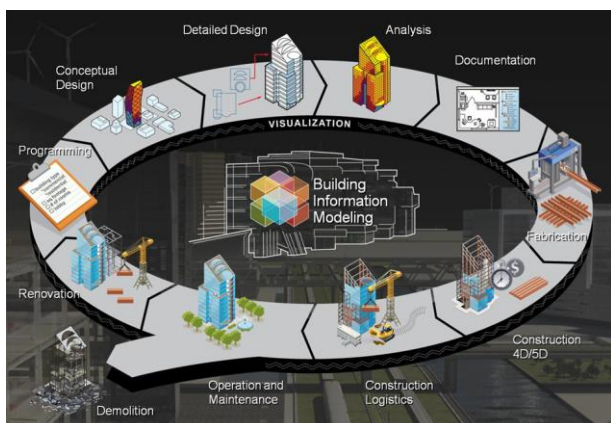 Detailed Design
Analysis
Documentation
Conceptual
Design
VISUALIZATION
Programming
Building
Information
Modeling
Fabrication
Renovation
Construction
4D/5D
Operation and
Maintenance
Construction
Logistics
Demolition